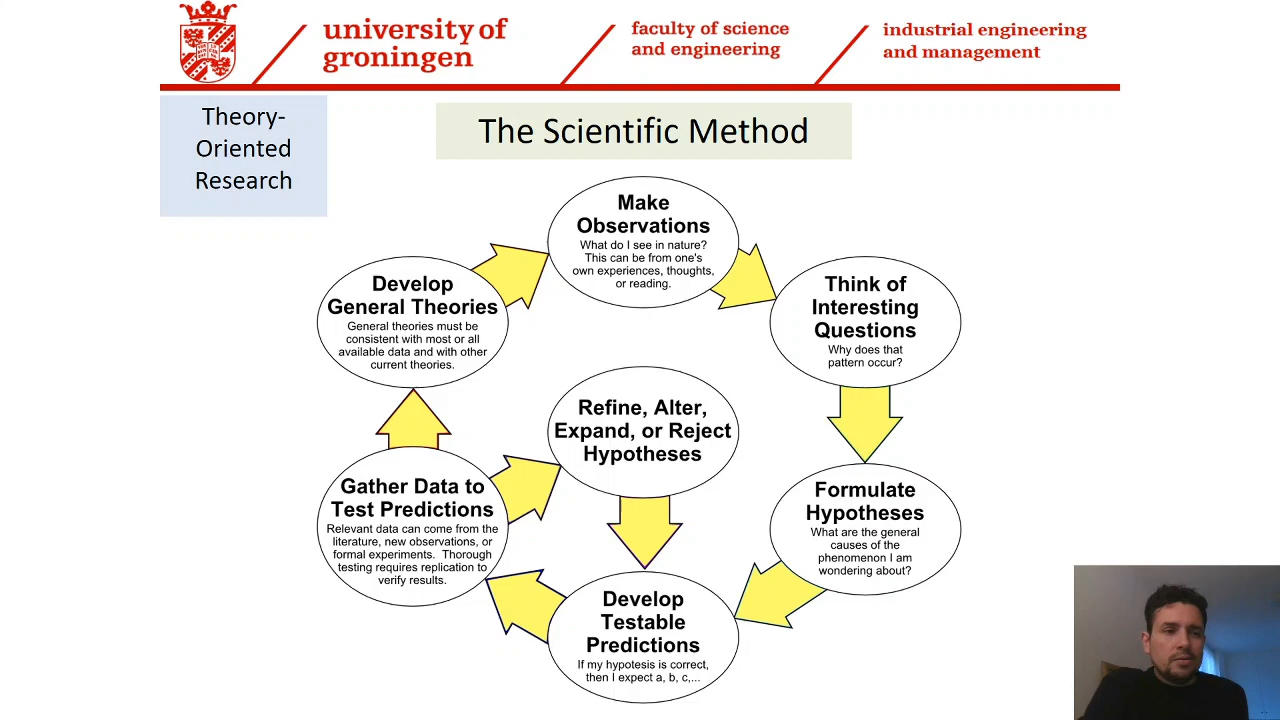 university of
groningen
faculty of science
and engineering
industrial engineering
and management
Theory-
Oriented
Research
The Scientific Method
Make
Observations
What do I see in nature?
This can be from one's
own experiences, thoughts,
or reading.
Think of
Interesting
Questions
Why does that
pattern occur?
Formulate
Hypotheses
What are the general
causes of the
phenomenon I am
wondering about?
Develop
Testable
Predictions
If my hypotesis is correct,
then I expect a, b, c,...
Gather Data to
Test Predictions
Relevant data can come from the
literature, new observations, or
formal experiments.  Thorough
testing requires replication to
verify results.
Refine, Alter,
Expand, or Reject
Hypotheses
Develop
General Theories
General theories must be
consistent with most or all
available data and with other
current theories.